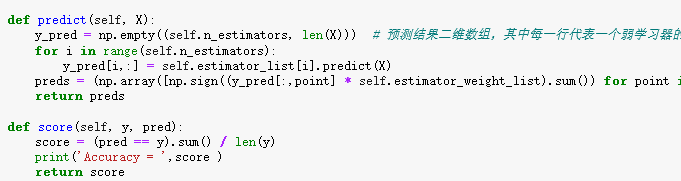 def predict(self, X):
    y_pred = np.empty((self.n_estimators, len(X)))  # 预测结果二维数组，其中每一行代表一个弱学习器的
    for i in range(self.n_estimators):
        y_pred[i,:] = self.estimator_list[i].predict(X)
    preds = (np.array([np.sign((y_pred[:,point] * self.estimator_weight_list).sum()) for point i
    return preds
def score(self, y, pred):
    score = (pred == y).sum() / len(y)
    print('Accuracy = ',score )
    return score